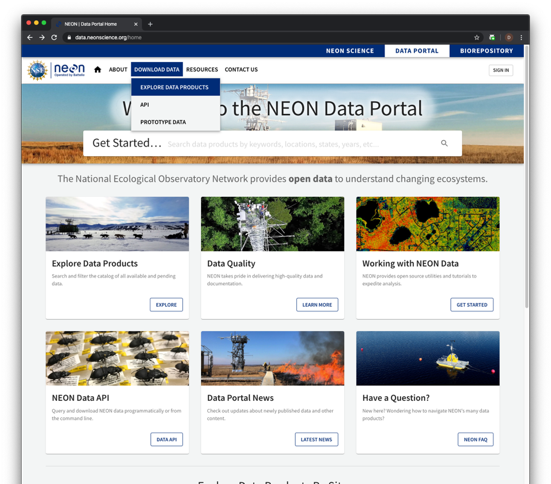 NEON | Data Portal Home
data.neonscience.org/home
NEON SCIENCE
DATA PORTAL
BIOREPOSITORY
NSF
neon
Operated by Battelle
ABOUT
DOWNLOAD DATA
RESOURCES
CONTACT US
SIGN IN
EXPLORE DATA PRODUCTS
API
PROTOTYPE DATA
to the NEON Data Portal
Get Started...
Search data products by keywords, locations, states, years, etc...
The National Ecological Observatory Network provides open data to understand changing ecosystems.
Explore Data Products
Search and filter the catalog of all available and pending
data.
EXPLORE
Data Quality
NEON takes pride in delivering high-quality data and
documentation.
LEARN MORE
Working with NEON Data
NEON provides open source utilities and tutorials to
expedite analysis.
GET STARTED
NEON Data API
Query and download NEON data programmatically or from
the command line.
DATA API
Data Portal News
Check out updates about newly published data and other
content.
LATEST NEWS
Have a Question?
New here? Wondering how to navigate NEON's many data
products?
NEON FAQ